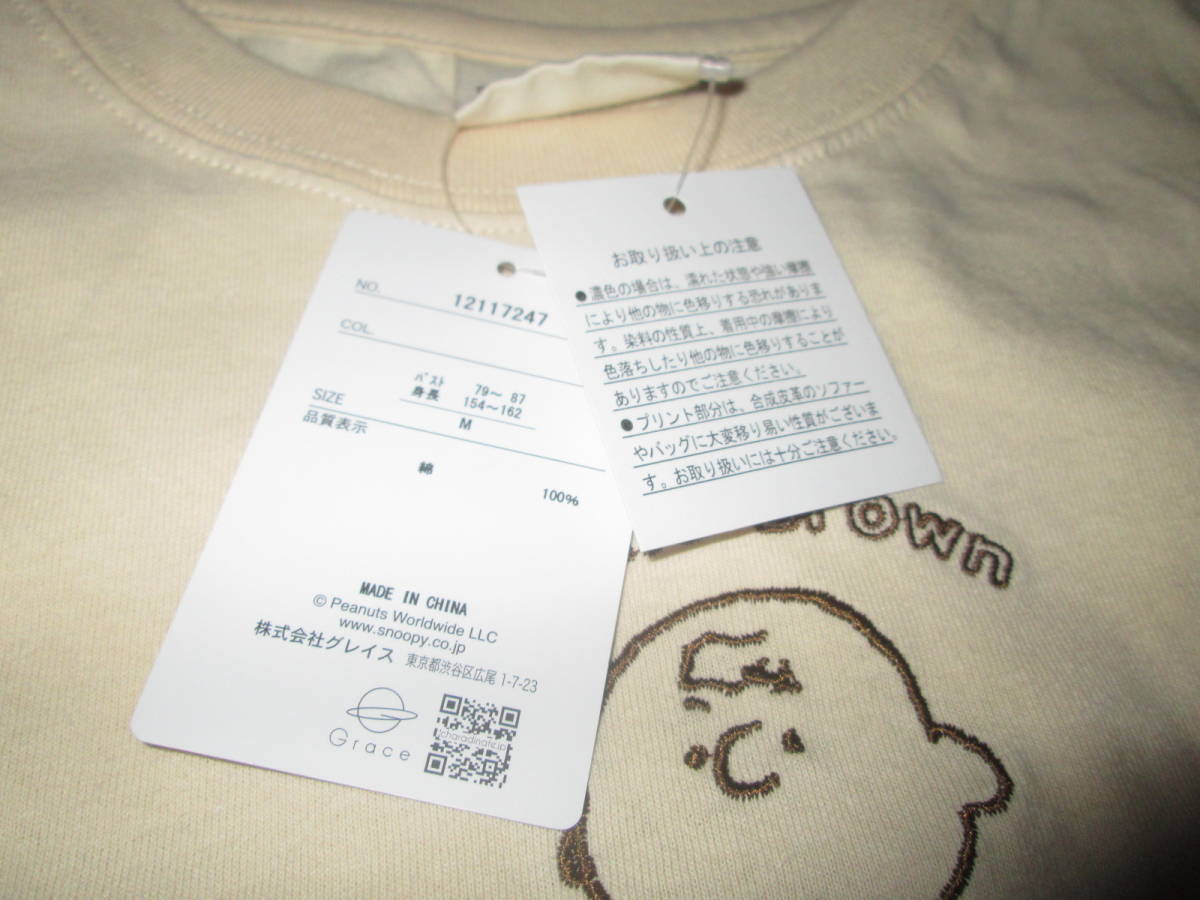 NO. 12117247
COL.
バスト 79〜 87
身長 154〜162
SIZE M
品質表示
綿 100%
MADE IN CHINA
© Peanuts Worldwide LLC
www.snoopy.co.jp
株式会社グレイス 東京都渋谷区広尾 1-7-23
Grace
charadinate.jp
お取り扱い上の注意
●濃色の場合は、濡れた状態や強い摩擦
により他の物に色移りする恐れがありま
す。染料の性質上、着用中の摩擦により
色落ちしたり他の物に色移りすることが
ありますのでご注意ください。
●プリント部分は、合成皮革のソファー
やバッグに大変移り易い性質がございま
す。お取り扱いには十分ご注意ください。
Brown